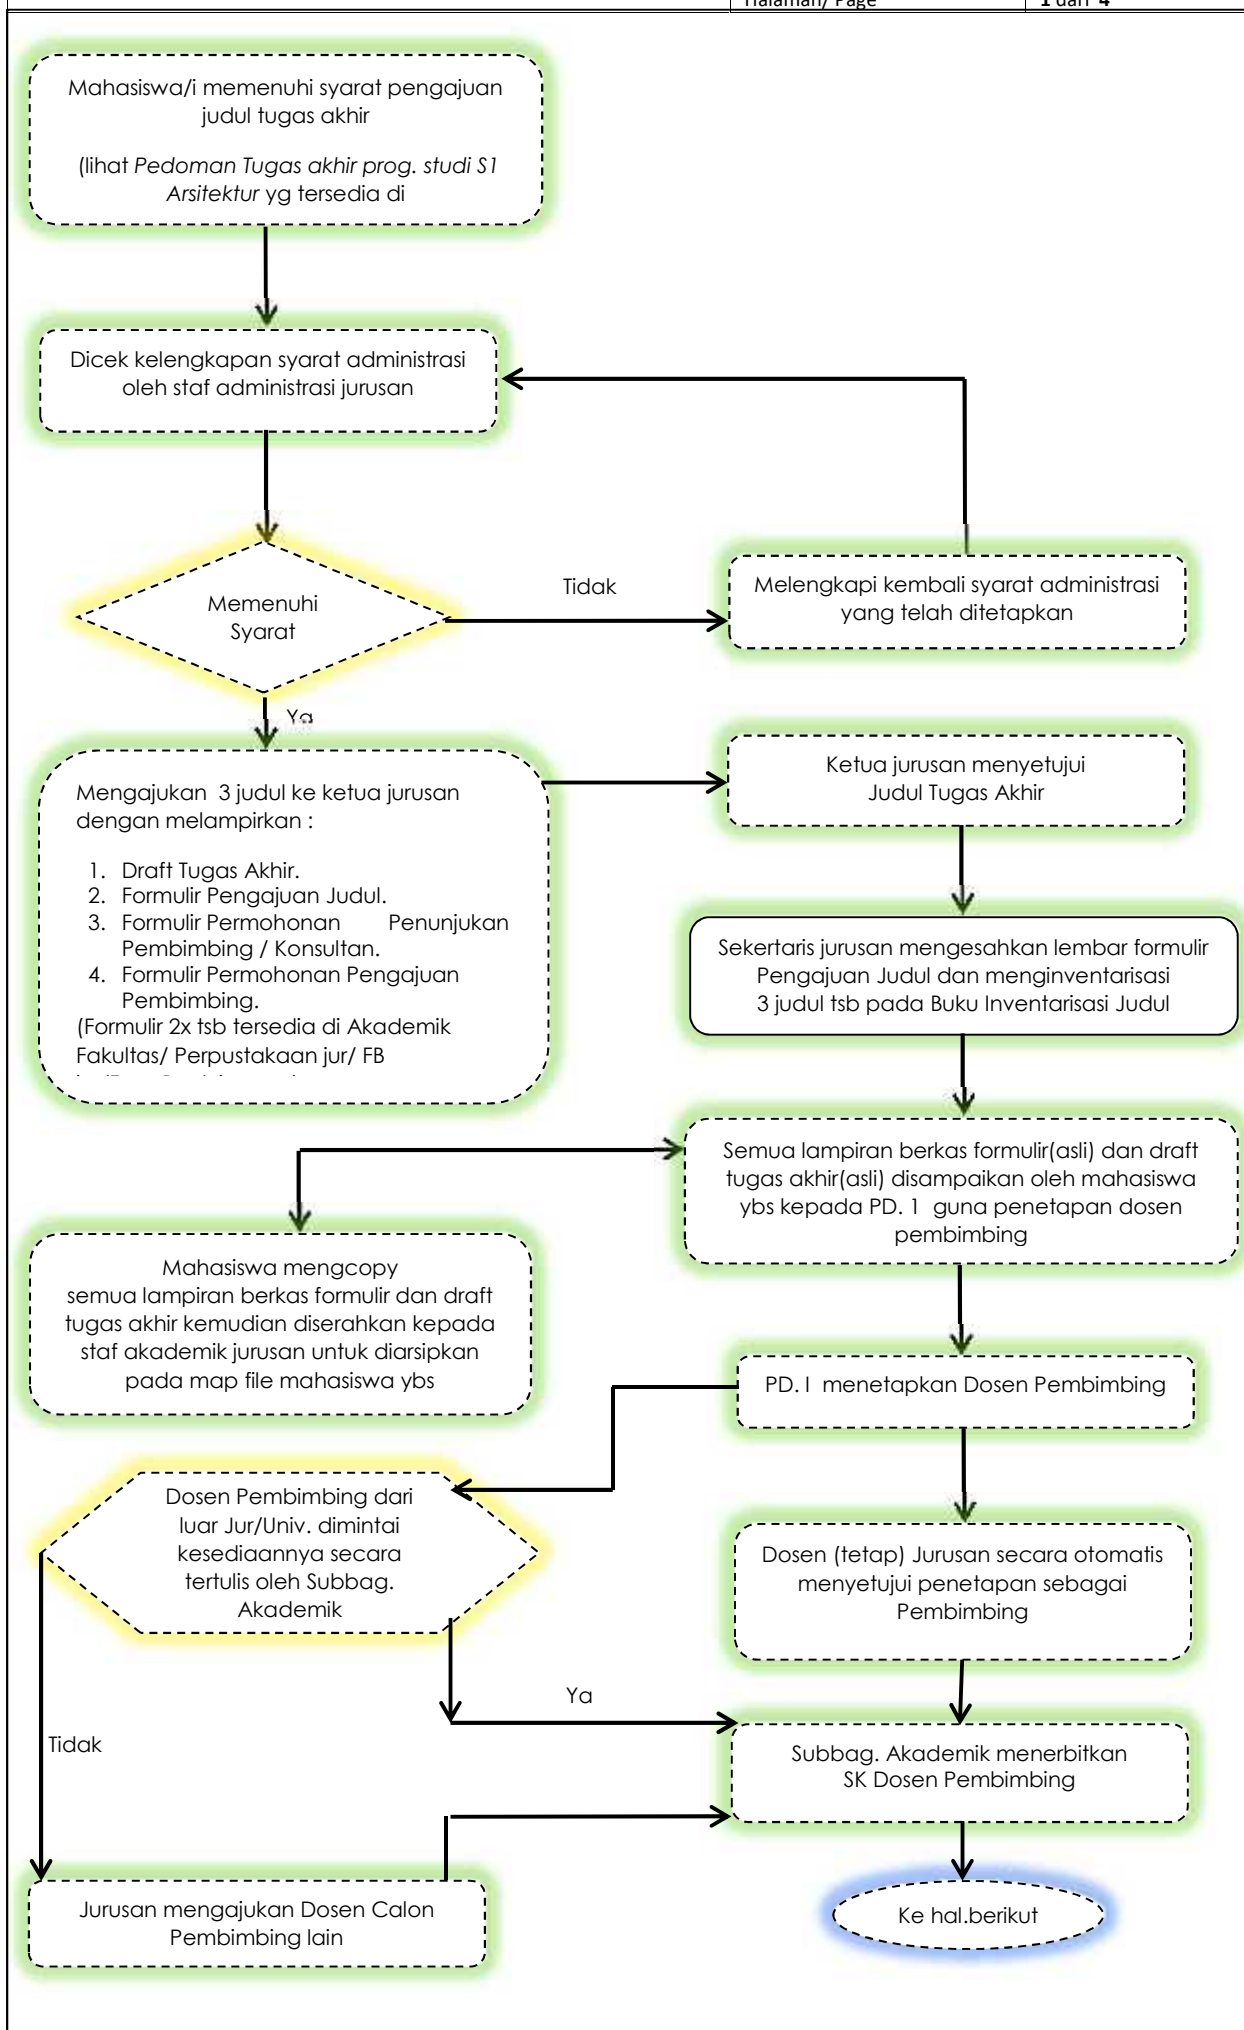 Halaman/ Page
1 dari 4
Mahasiswa/i memenuhi syarat pengajuan
judul tugas akhir
(lihat Pedoman Tugas akhir prog. studi S1
Arsitektur yg tersedia di
Dicek kelengkapan syarat administrasi
oleh staf administrasi jurusan
Memenuhi
Syarat
Tidak
Melengkapi kembali syarat administrasi
yang telah ditetapkan
Ya
Mengajukan 3 judul ke ketua jurusan
dengan melampirkan :
1. Draft Tugas Akhir.
2. Formulir Pengajuan Judul.
3. Formulir Permohonan Penunjukan
Pembimbing / Konsultan.
4. Formulir Permohonan Pengajuan
Pembimbing.
(Formulir 2x tsb tersedia di Akademik
Fakultas/ Perpustakaan jur/ FB
Ketua jurusan menyetujui
Judul Tugas Akhir
Sekertaris jurusan mengesahkan lembar formulir
Pengajuan Judul dan menginventarisasi
3 judul tsb pada Buku Inventarisasi Judul
Semua lampiran berkas formulir(asli) dan draft
tugas akhir(asli) disampaikan oleh mahasiswa
ybs kepada PD. 1 guna penetapan dosen
pembimbing
Mahasiswa mengcopy
semua lampiran berkas formulir dan draft
tugas akhir kemudian diserahkan kepada
staf akademik jurusan untuk diarsipkan
pada map file mahasiswa ybs
PD. I menetapkan Dosen Pembimbing
Dosen Pembimbing dari
luar Jur/Univ. dimintai
kesediaannya secara
tertulis oleh Subbag.
Akademik
Dosen (tetap) Jurusan secara otomatis
menyetujui penetapan sebagai
Pembimbing
Ya
Tidak
Subbag. Akademik menerbitkan
SK Dosen Pembimbing
Jurusan mengajukan Dosen Calon
Pembimbing lain
Ke hal.berikut